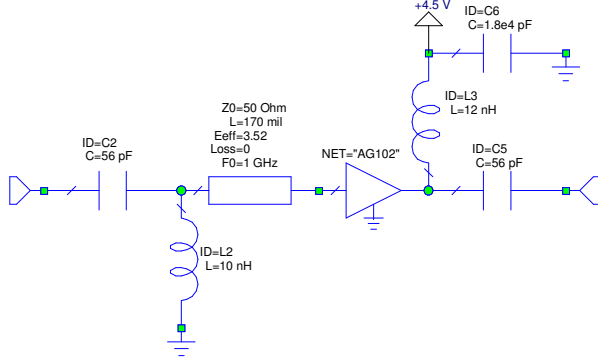 +4.5 V
ID=C6
C=1.8e4 pF
ID=L3
L=12 nH
Z0=50 Ohm
L=170 mil
Eeff=3.52
Loss=0
F0=1 GHz
ID=C2
C=56 pF
NET="AG102"
ID=C5
C=56 pF
ID=L2
L=10 nH